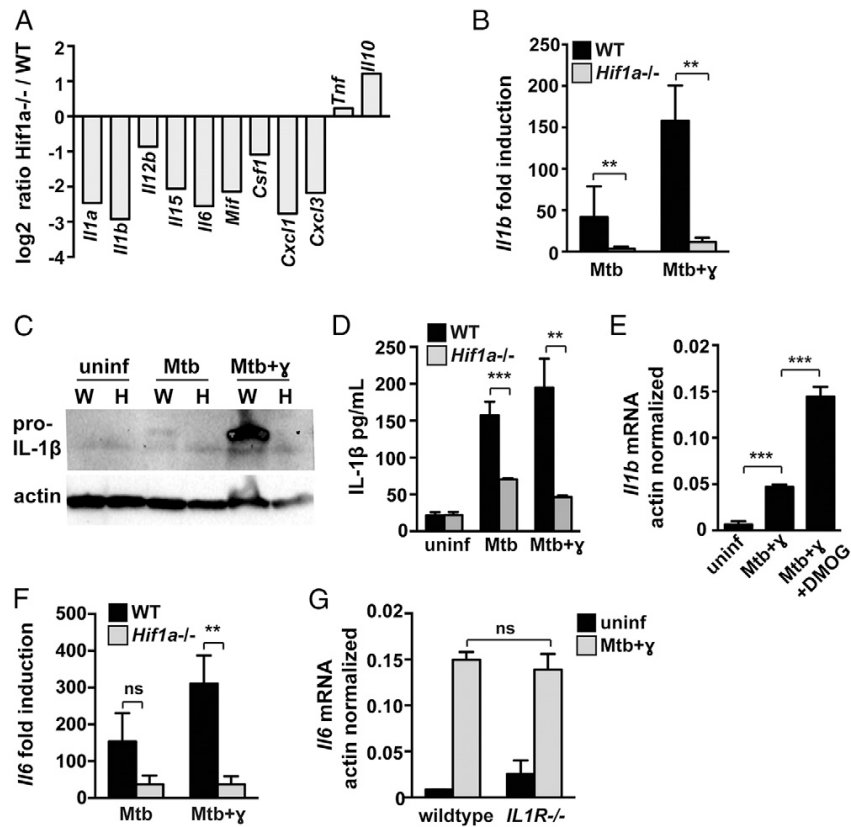 A
log2 ratio Hif1a-/- / WT
2
1
0
-1
-2
-3
-4
Il1a
Il1b
Il12b
Il15
Il6
Mif
Csf1
Cxcl1
Cxcl3
Tnf
Il10
B
WT
Hif1a-/-
Il1b fold induction
250
200
150
100
50
0
**
**
Mtb
Mtb+ɣ
C
uninf
Mtb
Mtb+ɣ
W H W H W H
pro-
IL-1β
actin
D
WT
Hif1a-/-
IL-1β pg/mL
250
200
150
100
50
0
***
**
uninf
Mtb
Mtb+ɣ
E
Il1b mRNA
actin normalized
0.02
0.15
0.10
0.05
0.00
***
***
uninf
Mtb+ɣ
Mtb+ɣ
+DMOG
F
WT
Hif1a-/-
Il6 fold induction
500
400
300
200
100
0
ns
**
Mtb
Mtb+ɣ
G
uninf
Mtb+ɣ
Il6 mRNA
actin normalized
0.02
0.15
0.10
0.05
0
ns
wildtype
IL1R-/-